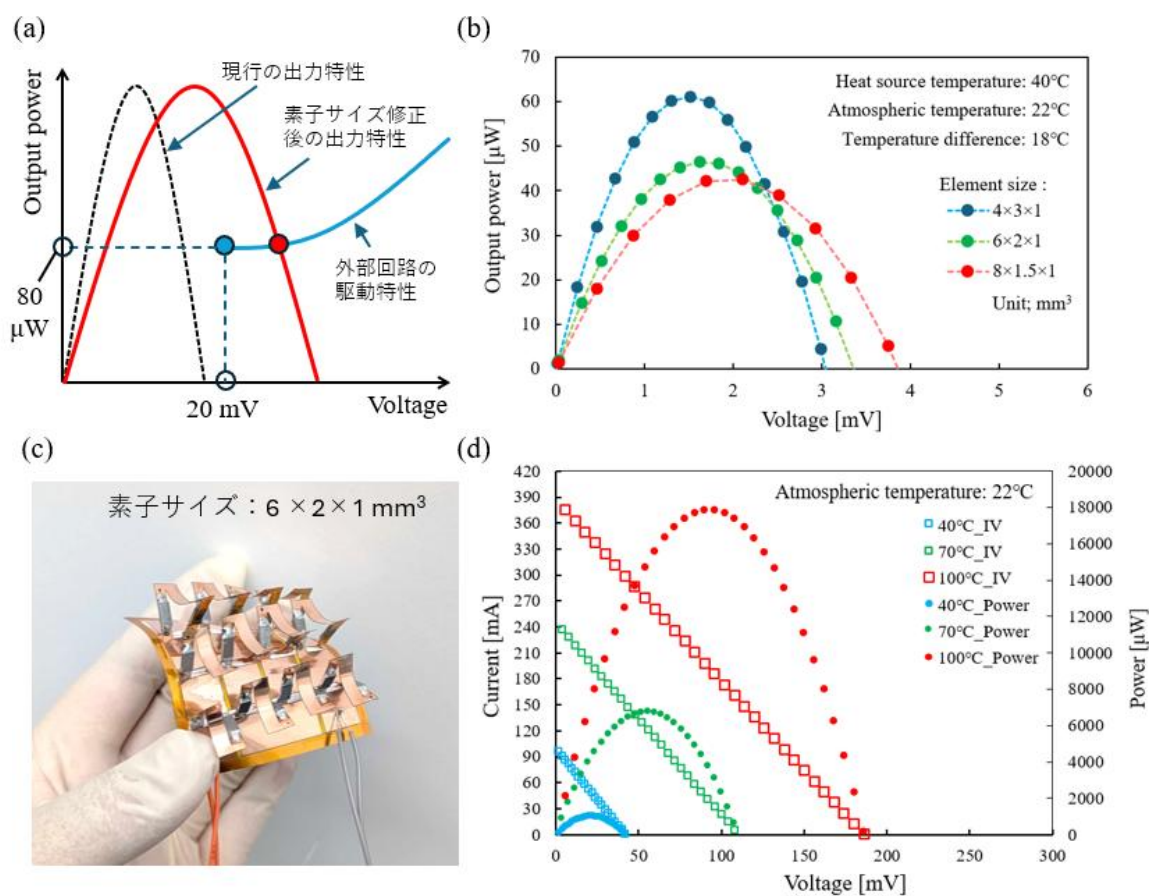 (a)
Output power
現行の出力特性
素子サイズ修正
後の出力特性
外部回路の
駆動特性
80
μW
20 mV
Voltage
(b)
Output power [μW]
70
60
50
40
30
20
10
0
Heat source temperature: 40℃
Atmospheric temperature: 22℃
Temperature difference: 18℃
Element size :
4×3×1
6×2×1
8×1.5×1
Unit; mm³
0 1 2 3 4 5 6
Voltage [mV]
(c)
素子サイズ：6 ×2×1 mm³
(d)
Current [mA]
420
390
360
330
300
270
240
210
180
150
120
90
60
30
0
Atmospheric temperature: 22℃
40℃_IV
70℃_IV
100℃_IV
40℃_Power
70℃_Power
100℃_Power
20000
18000
16000
14000
12000
10000
8000
6000
4000
2000
0
Power [μW]
0 50 100 150 200 250 300
Voltage [mV]